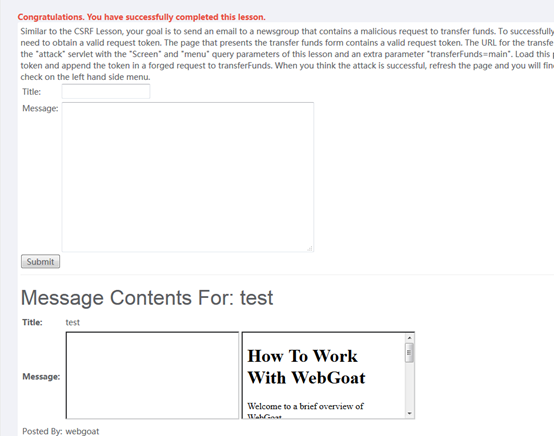 Congratulations. You have successfully completed this lesson.
Similar to the CSRF Lesson, your goal is to send an email to a newsgroup that contains a malicious request to transfer funds. To successfully
need to obtain a valid request token. The page that presents the transfer funds form contains a valid request token. The URL for the transfe
the "attack" servlet with the "Screen" and "menu" query parameters of this lesson and an extra parameter "transferFunds=main". Load this p
token and append the token in a forged request to transferFunds. When you think the attack is successful, refresh the page and you will find
check on the left hand side menu.
Title:
Message:
Submit
Message Contents For: test
Title: test
Message:
How To Work
With WebGoat
Welcome to a brief overview of
WebGoat
Posted By: webgoat